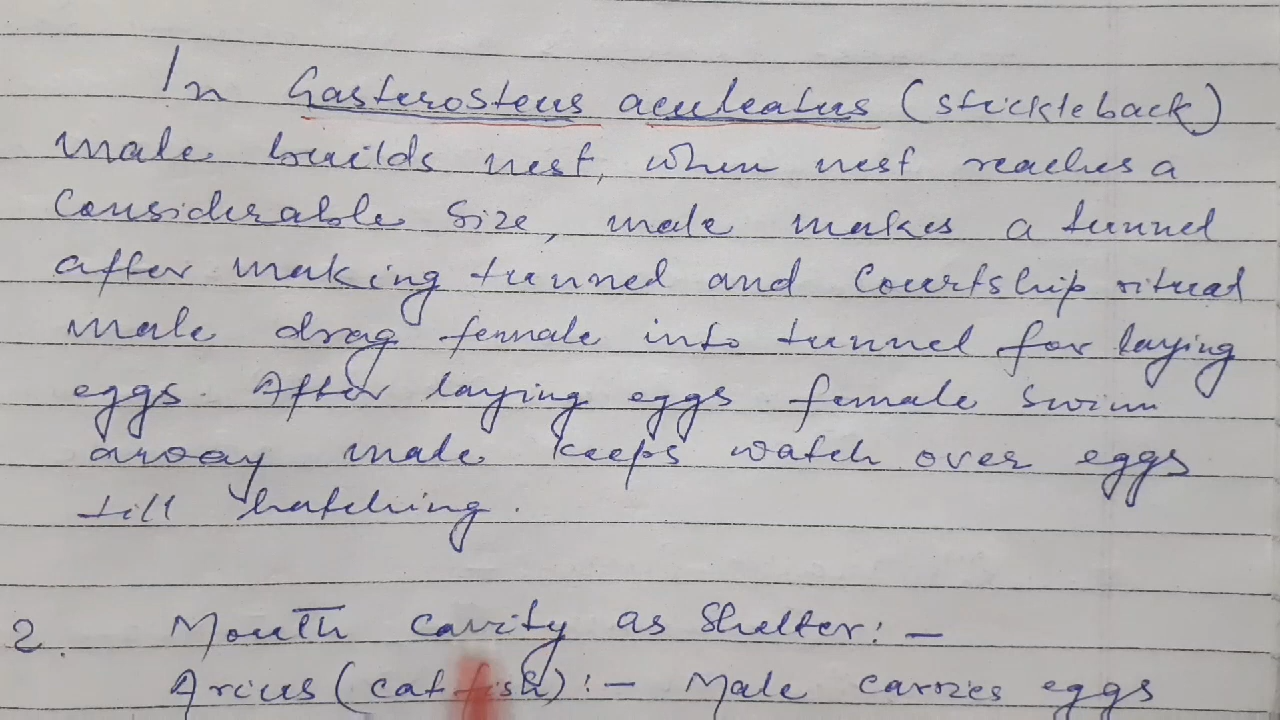 In Gasterosteus aculeatus (stickleback)
male builds nest, when nest reaches a
Considerable Size, male makes a tunnel
after making tunnel and Courtship ritual
male drag female into tunnel for laying
eggs. After laying eggs female swim
away male keeps watch over eggs
till hatching.
2. Mouth cavity as Shelter: -
Arius (cat fish) : - Male carries eggs